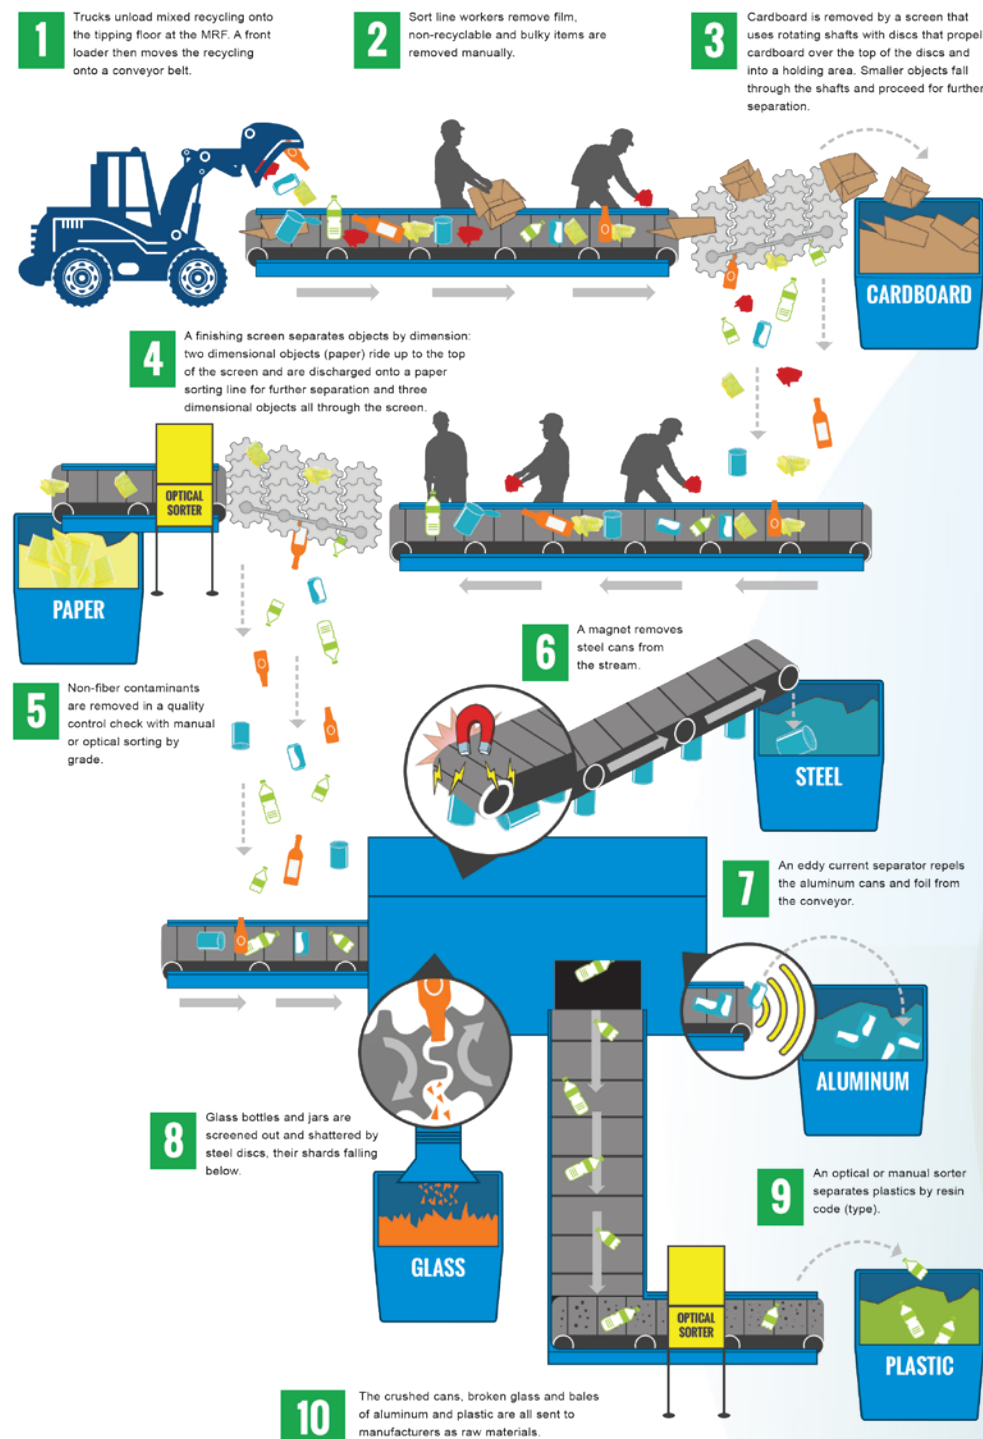 1
Trucks unload mixed recycling onto
the tipping floor at the MRF. A front
loader then moves the recycling
onto a conveyor belt.
2
Sort line workers remove film,
non-recyclable and bulky items are
removed manually.
3
Cardboard is removed by a screen that
uses rotating shafts with discs that propel
cardboard over the top of the discs and
into a holding area. Smaller objects fall
through the shafts and proceed for further
separation.
CARDBOARD
4
A finishing screen separates objects by dimension:
two dimensional objects (paper) ride up to the top
of the screen and are discharged onto a paper
sorting line for further separation and three
dimensional objects all through the screen.
OPTICAL
SORTER
PAPER
5
Non-fiber contaminants
are removed in a quality
control check with manual
or optical sorting by
grade.
6
A magnet removes
steel cans from
the stream.
STEEL
7
An eddy current separator repels
the aluminum cans and foil from
the conveyor.
ALUMINUM
8
Glass bottles and jars are
screened out and shattered by
steel discs, their shards falling
below.
GLASS
9
An optical or manual sorter
separates plastics by resin
code (type).
OPTICAL
SORTER
PLASTIC
10
The crushed cans, broken glass and bales
of aluminum and plastic are all sent to
manufacturers as raw materials.